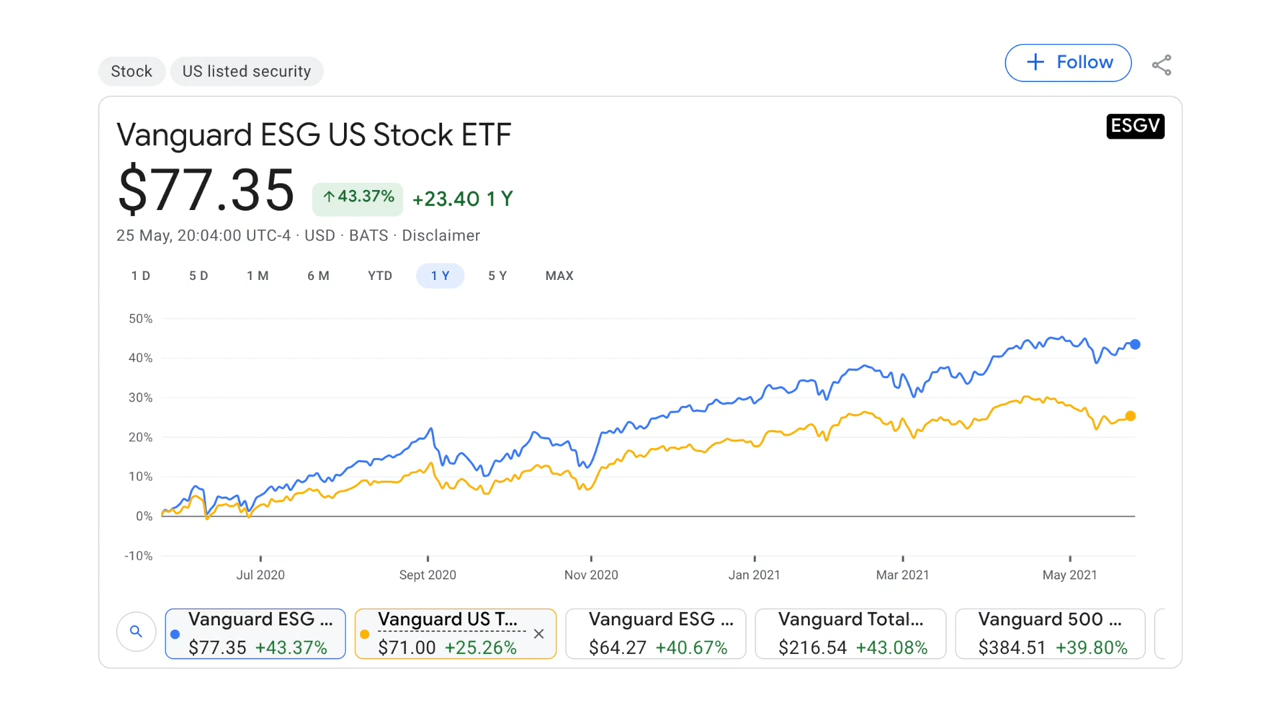 Stock US listed security + Follow
Vanguard ESG US Stock ETF ESGV
$77.35 ↑43.37% +23.40 1 Y
25 May, 20:04:00 UTC-4 · USD · BATS · Disclaimer
1 D 5 D 1 M 6 M YTD 1 Y 5 Y MAX
50%
40%
30%
20%
10%
0%
-10%
Jul 2020 Sept 2020 Nov 2020 Jan 2021 Mar 2021 May 2021
Vanguard ESG ... Vanguard US T... Vanguard ESG ... Vanguard Total... Vanguard 500 ...
$77.35 +43.37% $71.00 +25.26% $64.27 +40.67% $216.54 +43.08% $384.51 +39.80%